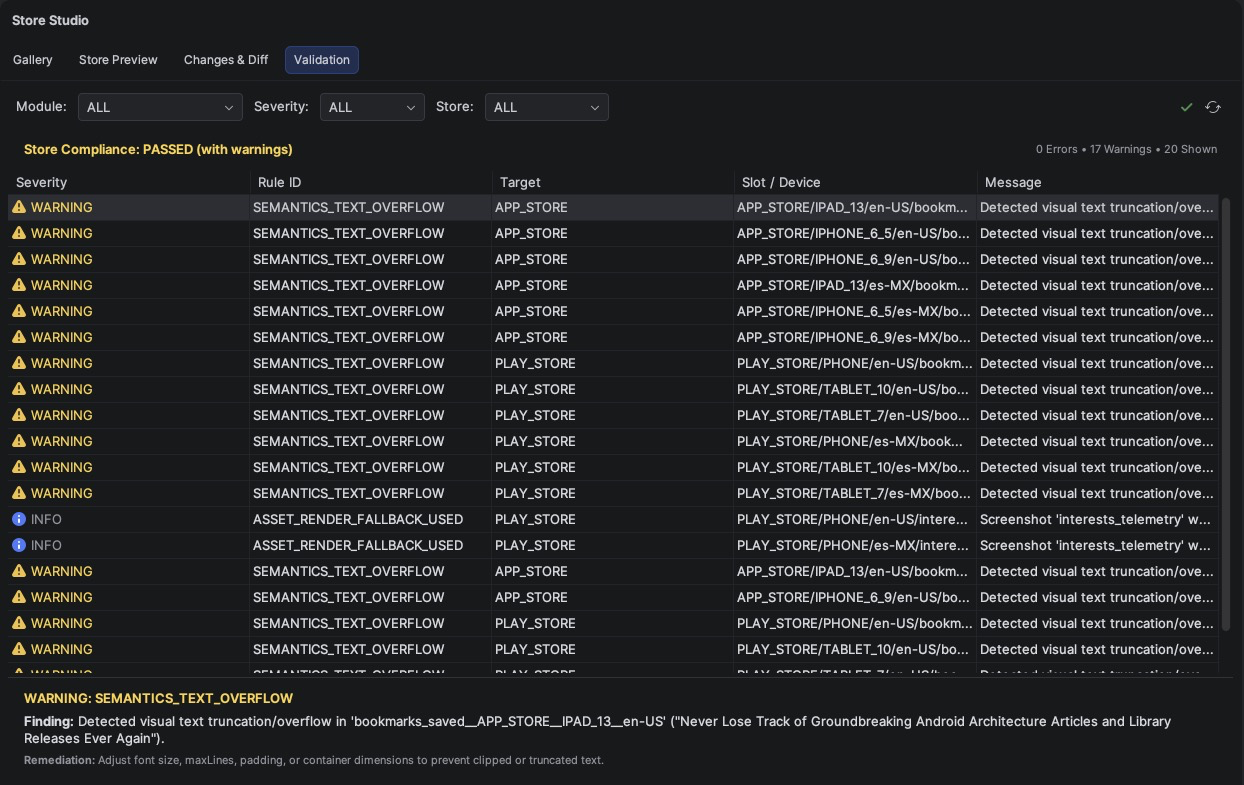 Store Studio
Gallery Store Preview Changes & Diff Validation
Module: ALL Severity: ALL Store: ALL
Store Compliance: PASSED (with warnings) 0 Errors • 17 Warnings • 20 Shown
Severity Rule ID Target Slot / Device Message
WARNING SEMANTICS_TEXT_OVERFLOW APP_STORE APP_STORE/IPAD_13/en-US/bookm... Detected visual text truncation/ove...
WARNING SEMANTICS_TEXT_OVERFLOW APP_STORE APP_STORE/IPHONE_6_5/en-US/bo... Detected visual text truncation/ove...
WARNING SEMANTICS_TEXT_OVERFLOW APP_STORE APP_STORE/IPHONE_6_9/en-US/bo... Detected visual text truncation/ove...
WARNING SEMANTICS_TEXT_OVERFLOW APP_STORE APP_STORE/IPAD_13/es-MX/bookm... Detected visual text truncation/ove...
WARNING SEMANTICS_TEXT_OVERFLOW APP_STORE APP_STORE/IPHONE_6_5/es-MX/bo... Detected visual text truncation/ove...
WARNING SEMANTICS_TEXT_OVERFLOW APP_STORE APP_STORE/IPHONE_6_9/es-MX/bo... Detected visual text truncation/ove...
WARNING SEMANTICS_TEXT_OVERFLOW PLAY_STORE PLAY_STORE/PHONE/en-US/bookm... Detected visual text truncation/ove...
WARNING SEMANTICS_TEXT_OVERFLOW PLAY_STORE PLAY_STORE/TABLET_10/en-US/bo... Detected visual text truncation/ove...
WARNING SEMANTICS_TEXT_OVERFLOW PLAY_STORE PLAY_STORE/TABLET_7/en-US/boo... Detected visual text truncation/ove...
WARNING SEMANTICS_TEXT_OVERFLOW PLAY_STORE PLAY_STORE/PHONE/es-MX/book... Detected visual text truncation/ove...
WARNING SEMANTICS_TEXT_OVERFLOW PLAY_STORE PLAY_STORE/TABLET_10/es-MX/bo... Detected visual text truncation/ove...
WARNING SEMANTICS_TEXT_OVERFLOW PLAY_STORE PLAY_STORE/TABLET_7/es-MX/boo... Detected visual text truncation/ove...
INFO ASSET_RENDER_FALLBACK_USED PLAY_STORE PLAY_STORE/PHONE/en-US/intere... Screenshot 'interests_telemetry' w...
INFO ASSET_RENDER_FALLBACK_USED PLAY_STORE PLAY_STORE/PHONE/es-MX/intere... Screenshot 'interests_telemetry' w...
WARNING SEMANTICS_TEXT_OVERFLOW APP_STORE APP_STORE/IPAD_13/en-US/bookm... Detected visual text truncation/ove...
WARNING SEMANTICS_TEXT_OVERFLOW APP_STORE APP_STORE/IPHONE_6_9/en-US/bo... Detected visual text truncation/ove...
WARNING SEMANTICS_TEXT_OVERFLOW PLAY_STORE PLAY_STORE/PHONE/en-US/bookm... Detected visual text truncation/ove...
WARNING SEMANTICS_TEXT_OVERFLOW PLAY_STORE PLAY_STORE/TABLET_10/en-US/bo... Detected visual text truncation/ove...
WARNING: SEMANTICS_TEXT_OVERFLOW
Finding: Detected visual text truncation/overflow in 'bookmarks_saved__APP_STORE__IPAD_13__en-US' ("Never Lose Track of Groundbreaking Android Architecture Articles and Library
Releases Ever Again").
Remediation: Adjust font size, maxLines, padding, or container dimensions to prevent clipped or truncated text.